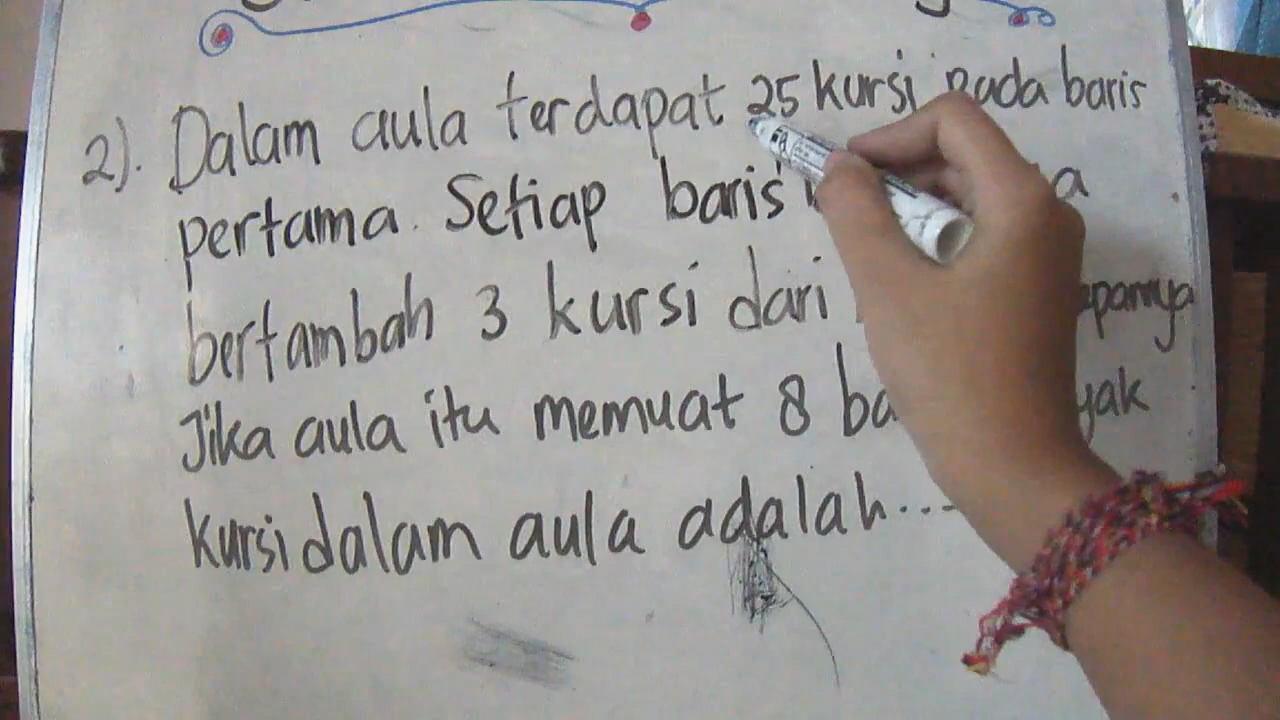 2). Dalam aula terdapat 25 kursi pada baris
pertama. Setiap baris
bertambah 3 kursi dari
Jika aula itu memuat 8
kursi dalam aula adalah...